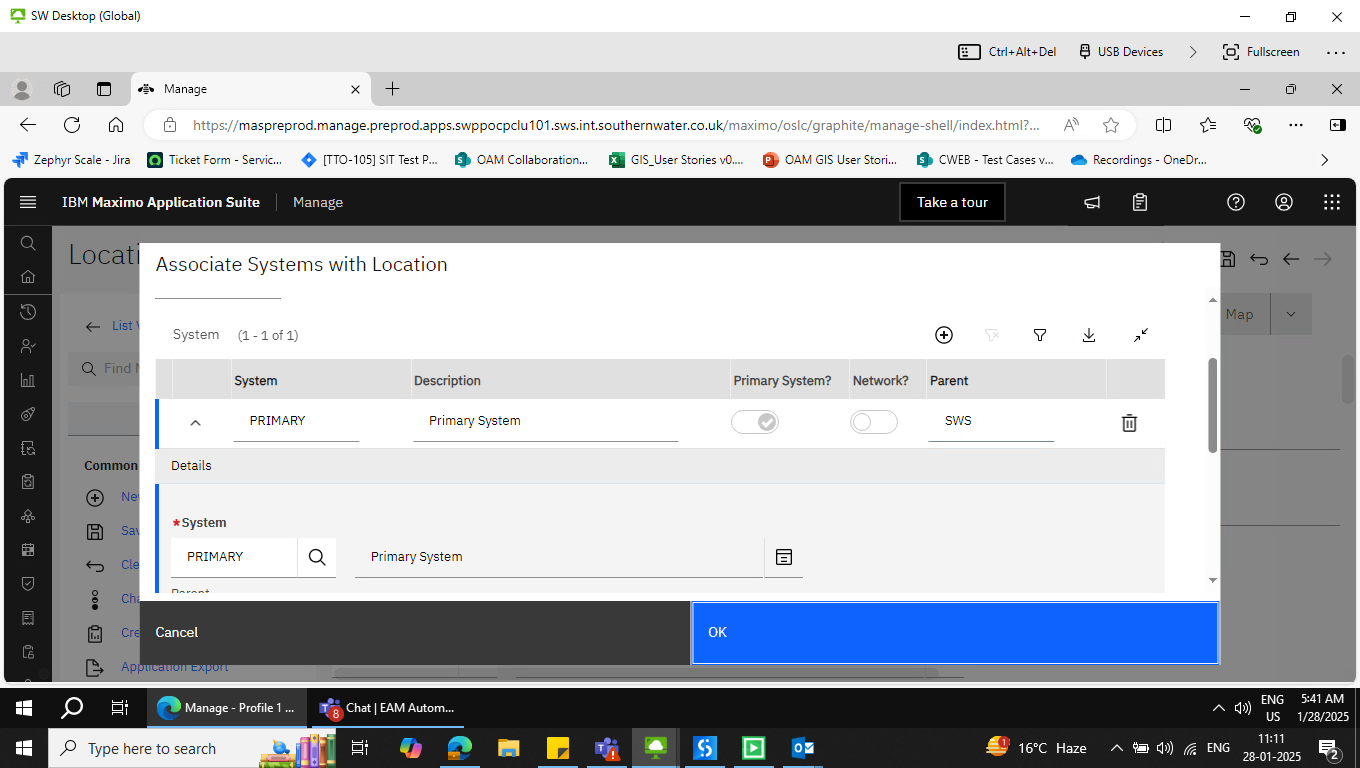 SW Desktop (Global)
Ctrl+Alt+Del USB Devices Fullscreen
Manage
https://maspreprod.manage.preprod.apps.swppocpclu101.sws.int.southernwater.co.uk/maximo/oslc/graphite/manage-shell/index.html?...
Zephyr Scale - Jira Ticket Form - Servic... [TTO-105] SIT Test P... OAM Collaboration... GIS_User Stories v0.... OAM GIS User Stori... CWEB - Test Cases v... Recordings - OneDr...
IBM Maximo Application Suite Manage Take a tour
Locati
Associate Systems with Location
Map
List V
System (1 - 1 of 1)
Find M
System Description Primary System? Network? Parent
PRIMARY Primary System SWS
Common
Details
New
Sav
System
PRIMARY Primary System
Cle
Parent
Cha
Cre
Cancel OK
Application Export
Manage - Profile 1 ... 8 Chat | EAM Autom... ENG US 5:41 AM 1/28/2025
Type here to search 1 16°C Haze ENG 11:11 28-01-2025 2